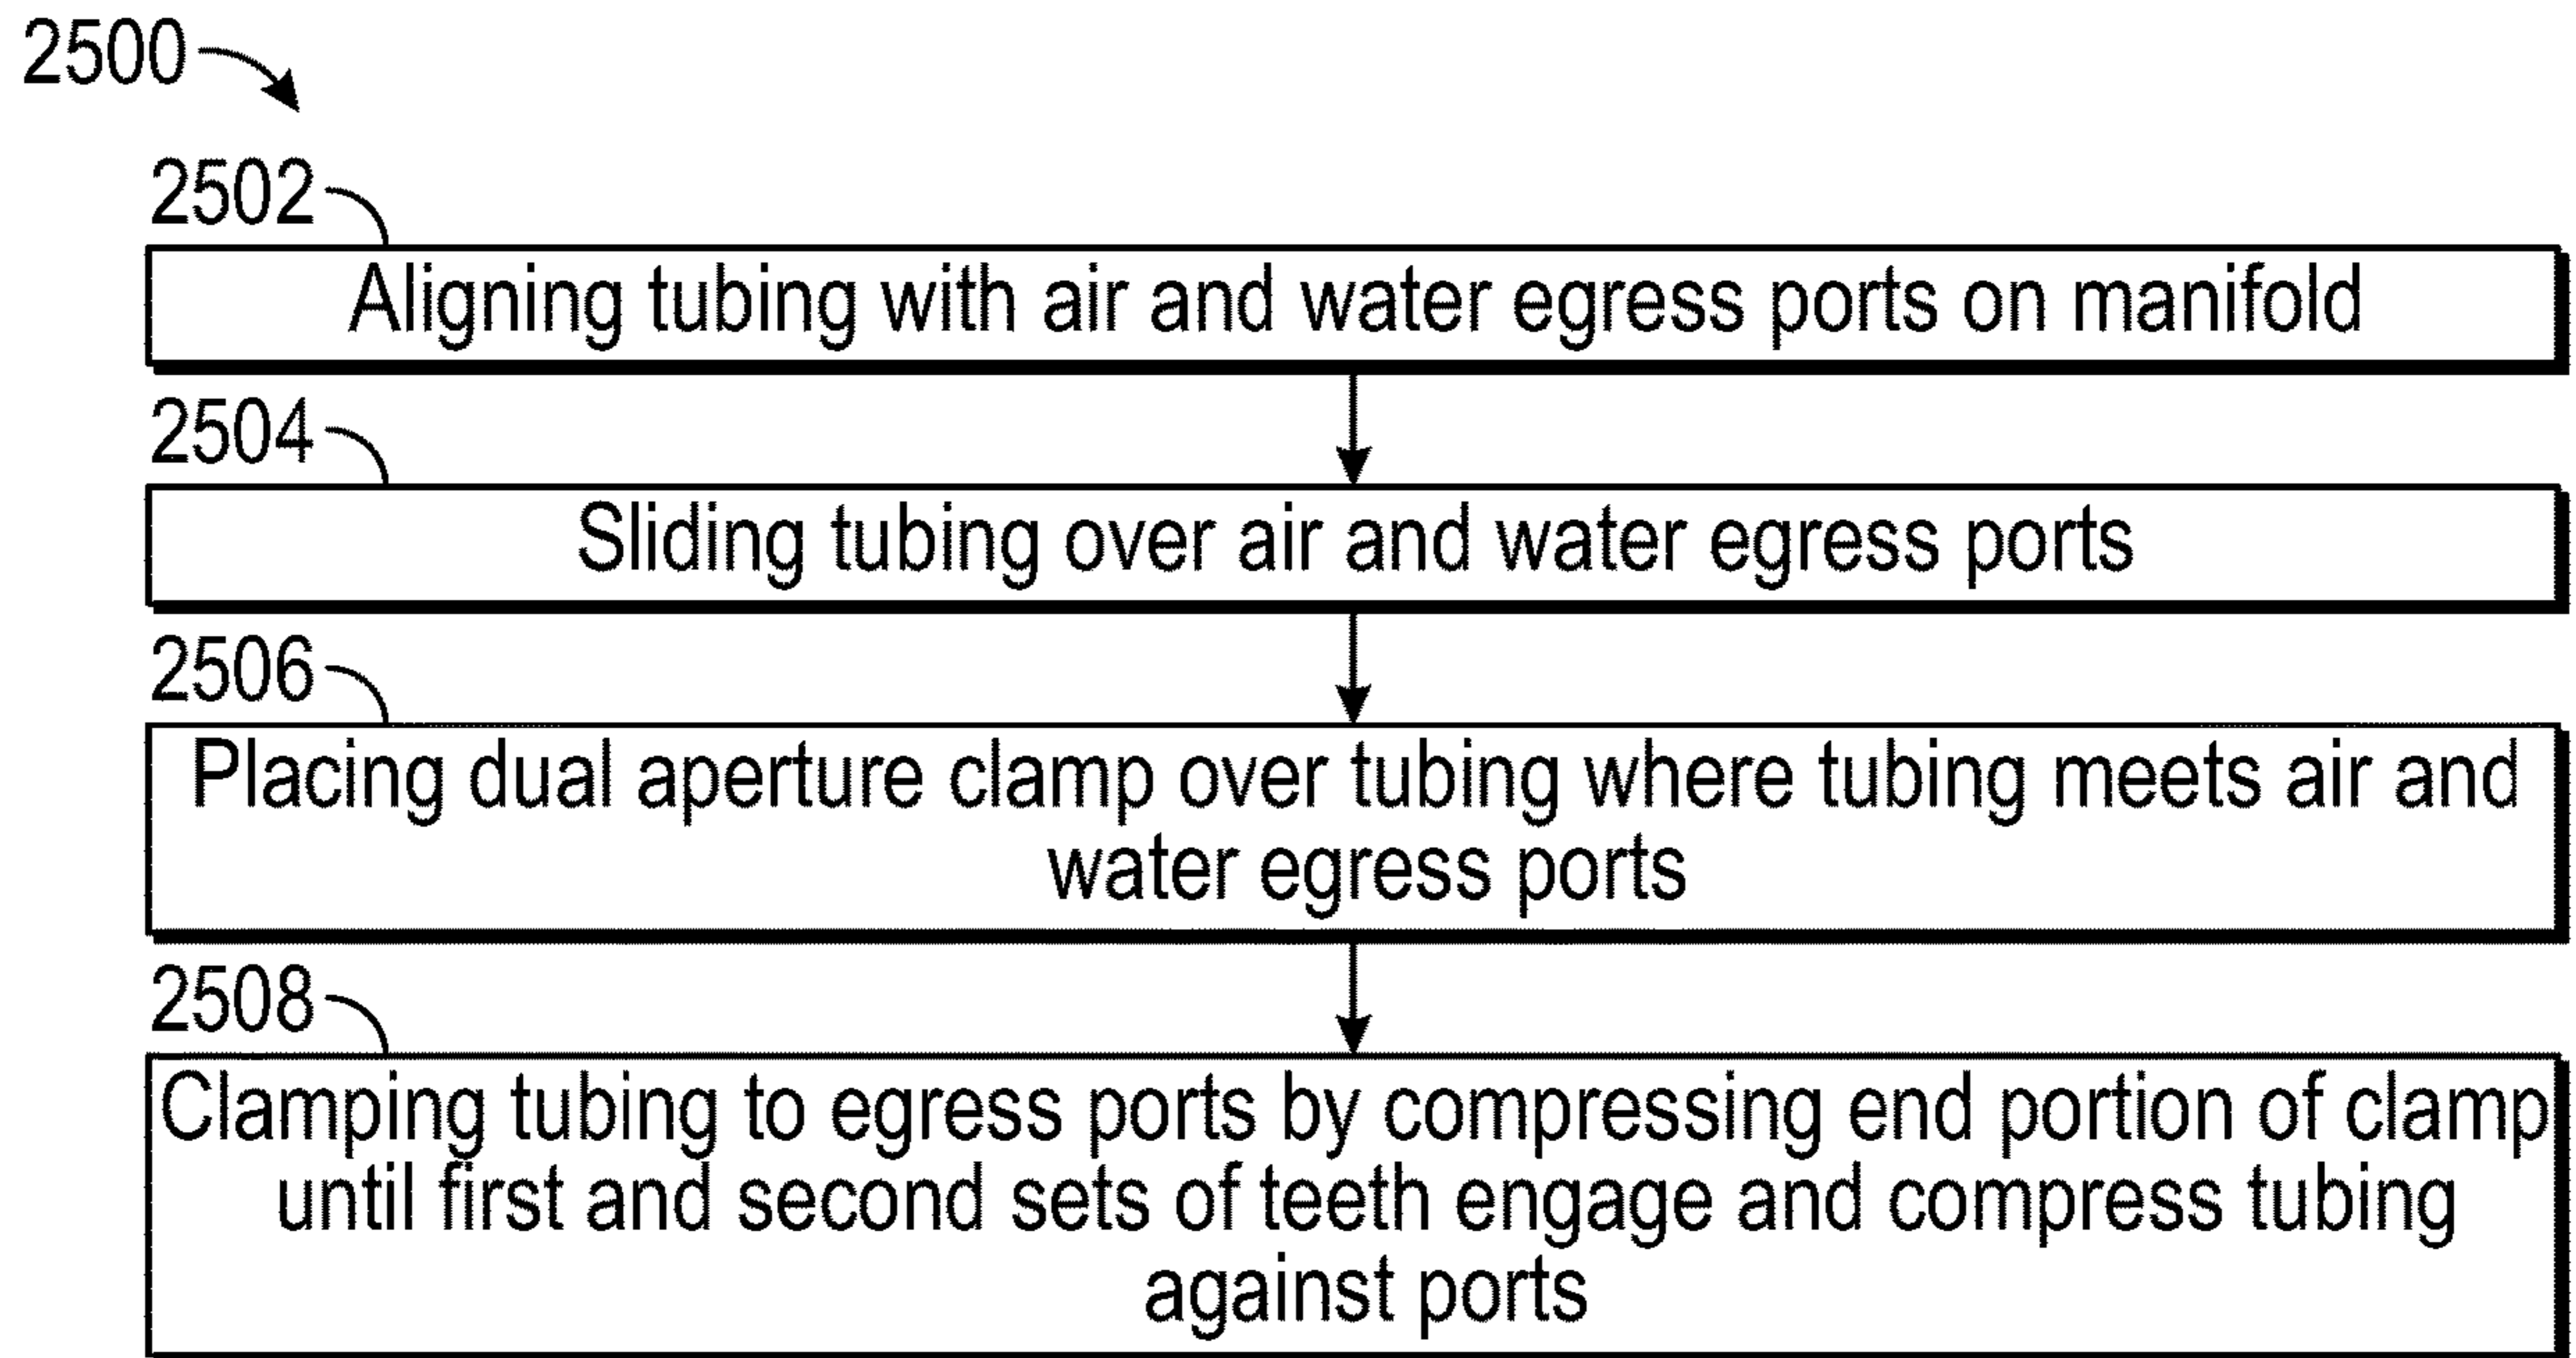 2500
2502
Aligning tubing with air and water egress ports on manifold
2504
Sliding tubing over air and water egress ports
2506
Placing dual aperture clamp over tubing where tubing meets air and
water egress ports
2508
Clamping tubing to egress ports by compressing end portion of clamp
until first and second sets of teeth engage and compress tubing
against ports